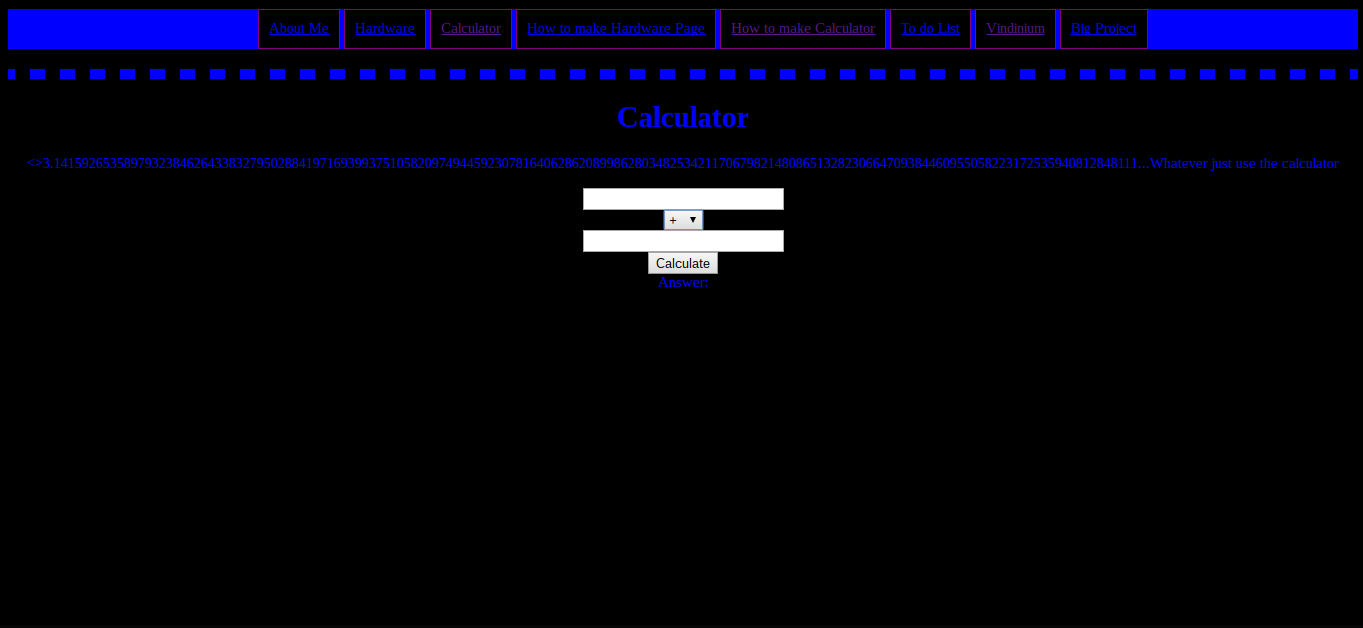 About Me Hardware Calculator How to make Hardware Page How to make Calculator To do List Vindinium Big Project
Calculator
<>3.14159265358979323846264338327950288419716939937510582097494459230781640628620899862803482534211706798214808651328230664709384460955058223172535940812848111...Whatever just use the calculator
+
Calculate
Answer: